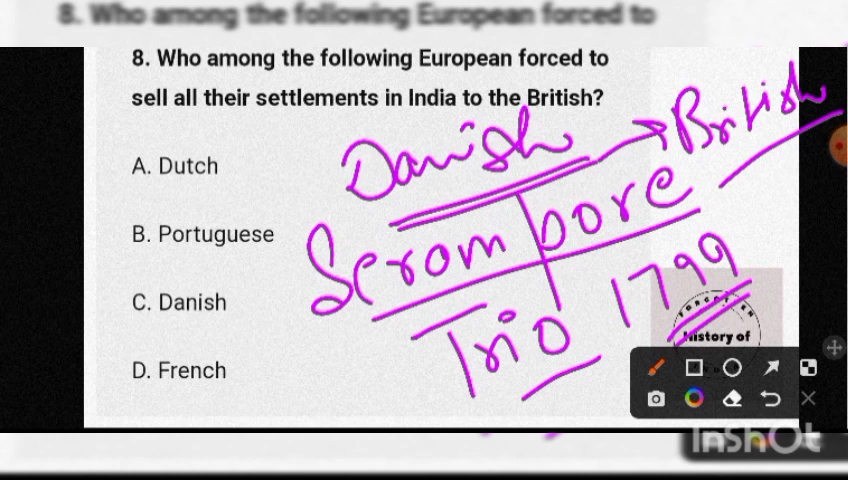 8. Who among the following European forced to
8. Who among the following European forced to
sell all their settlements in India to the British?
Danish → British
A. Dutch
Serompore
B. Portuguese
C. Danish
Trio 1799
History of
D. French
InShOt